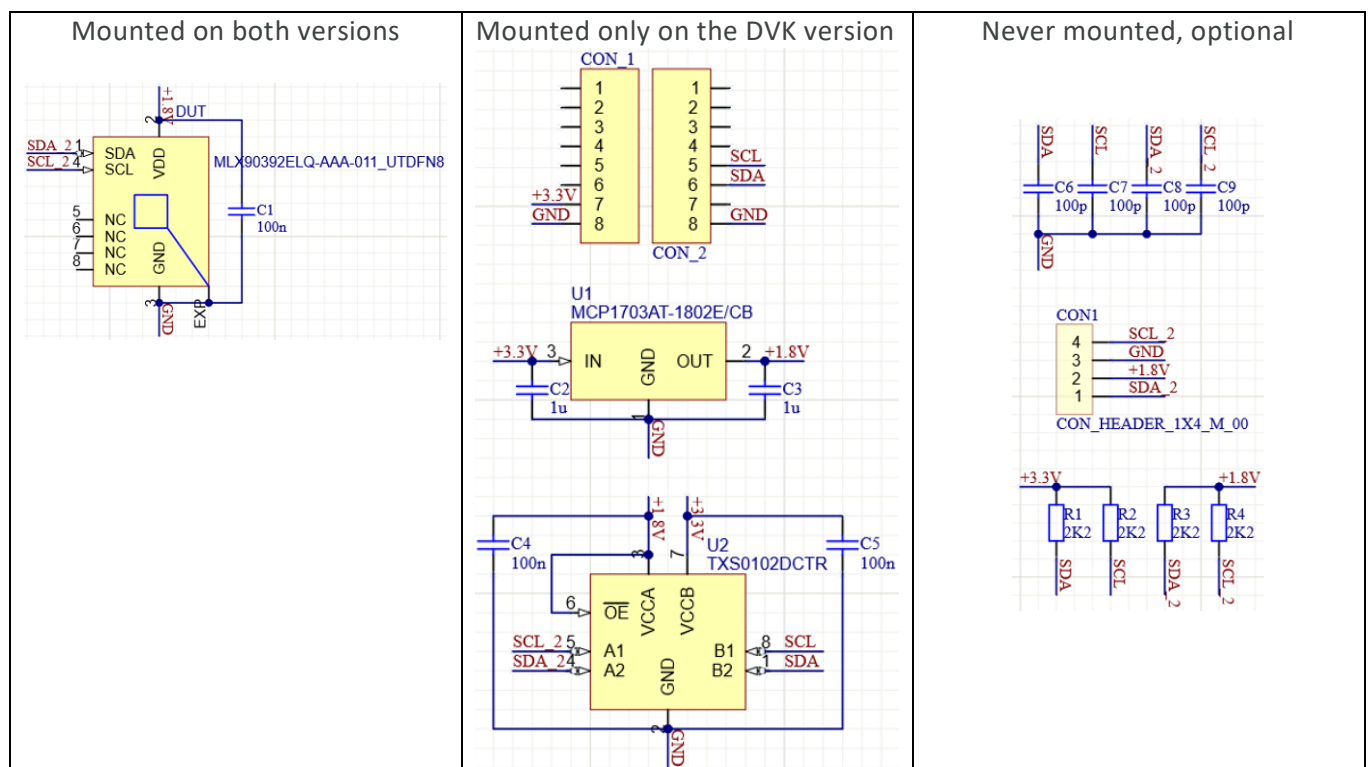 Mounted on both versions
+1.8V
DUT
2
SDA_2 1
SCL_2 4
SDA
SCL
VDD
MLX90392ELQ-AAA-011_UTDFN8
5 NC
6 NC
7 NC
8 NC
GND
C1
100n
3
GND
EXP
Mounted only on the DVK version
CON_1
1
2
3
4
5
6
+3.3V 7
GND 8
1
2
3
4
5 SCL
6 SDA
7
8 GND
CON_2
U1
MCP1703AT-1802E/CB
+3.3V 3 IN
GND
OUT 2 +1.8V
C2
1u
C3
1u
1
GND
+1.8V
+3.3V
C4
100n
3
7
U2
TXS0102DCTR
C5
100n
6 OE
VCCA
VCCB
SCL_2 5 A1
SDA_2 4 A2
B1 8 SCL
B2 1 SDA
GND
2
GND
Never mounted, optional
SDA
SCL
SDA_2
SCL_2
C6
100p
C7
100p
C8
100p
C9
100p
GND
CON1
4 SCL_2
3 GND
2 +1.8V
1 SDA_2
CON_HEADER_1X4_M_00
+3.3V
+1.8V
R1
2K2
R2
2K2
R3
2K2
R4
2K2
SDA
SCL
SDA_2
SCL_2